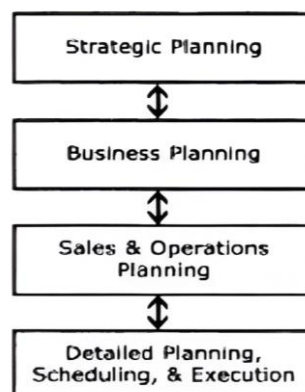 Strategic Planning
Business Planning
Sales & Operations
Planning
Detailed Planning,
Scheduling, & Execution